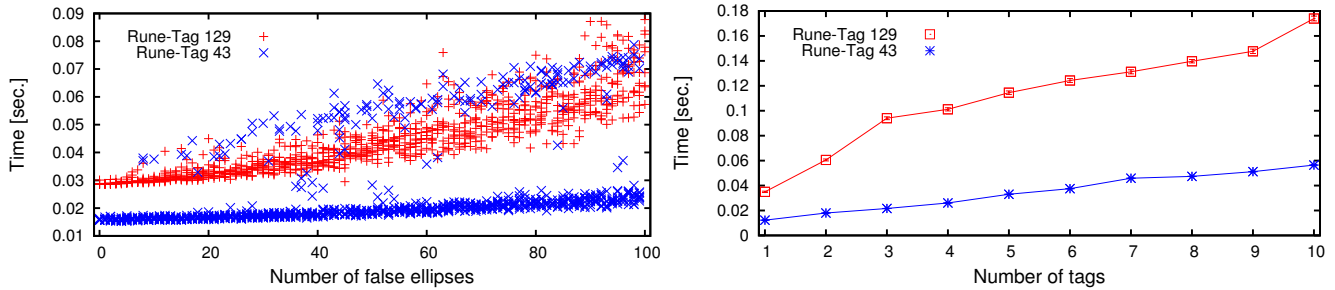 0.09
0.08
0.07
0.06
0.05
0.04
0.03
0.02
0.01
Time [sec.]
Rune-Tag 129
Rune-Tag 43
0 20 40 60 80 100
Number of false ellipses
0.18
0.16
0.14
0.12
0.1
0.08
0.06
0.04
0.02
0
Time [sec.]
Rune-Tag 129
Rune-Tag 43
1 2 3 4 5 6 7 8 9 10
Number of tags